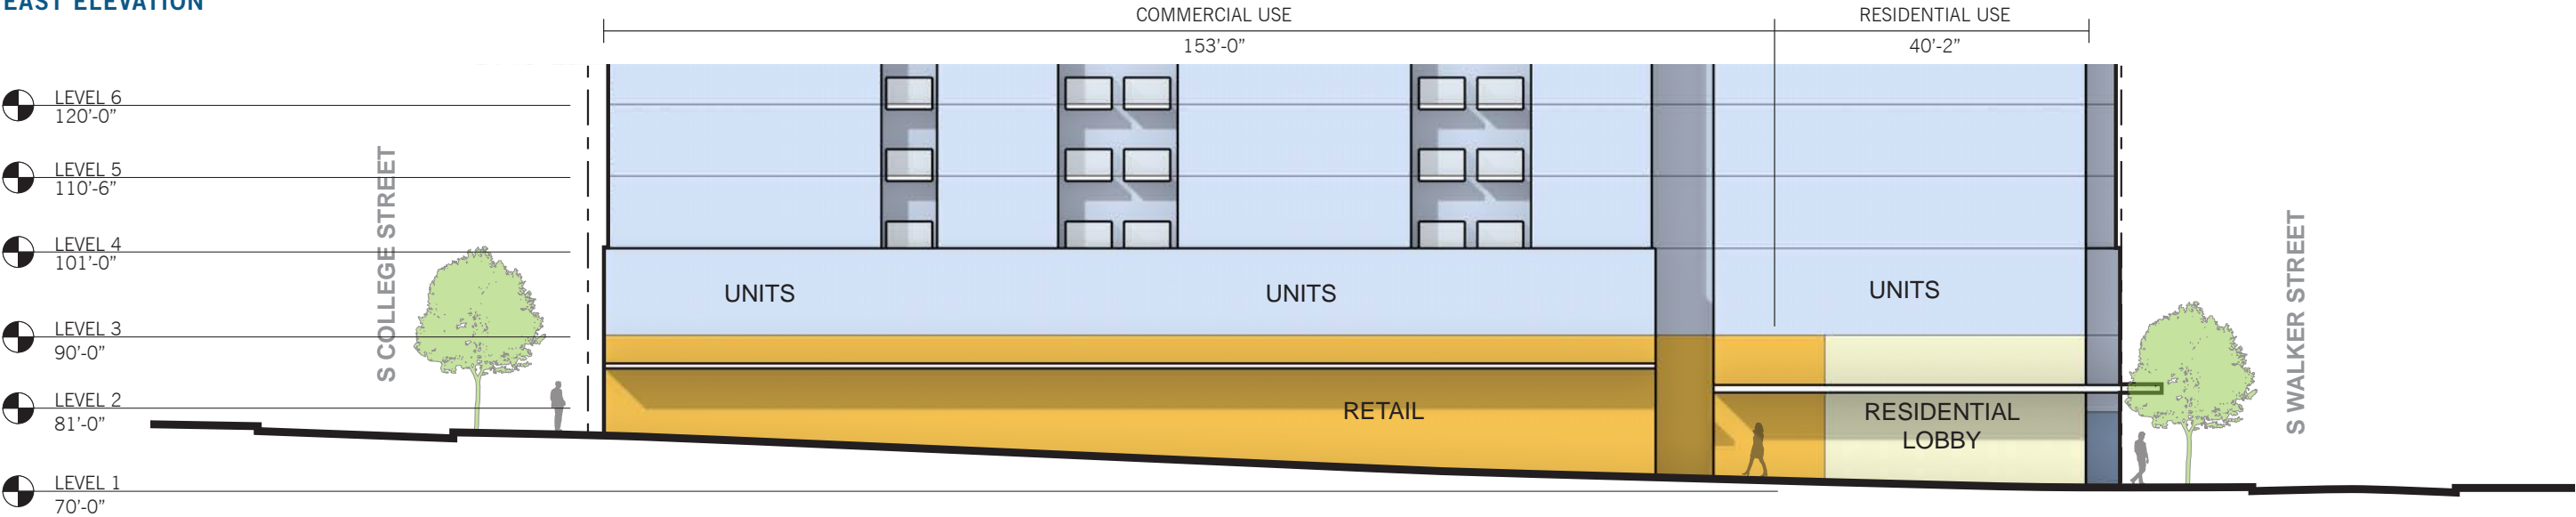 EAST ELEVATION
COMMERCIAL USE
153'-0"
RESIDENTIAL USE
40'-2"
LEVEL 6
120'-0"
LEVEL 5
110'-6"
LEVEL 4
101'-0"
LEVEL 3
90'-0"
LEVEL 2
81'-0"
LEVEL 1
70'-0"
S COLLEGE STREET
UNITS
UNITS
UNITS
RETAIL
RESIDENTIAL
LOBBY
S WALKER STREET